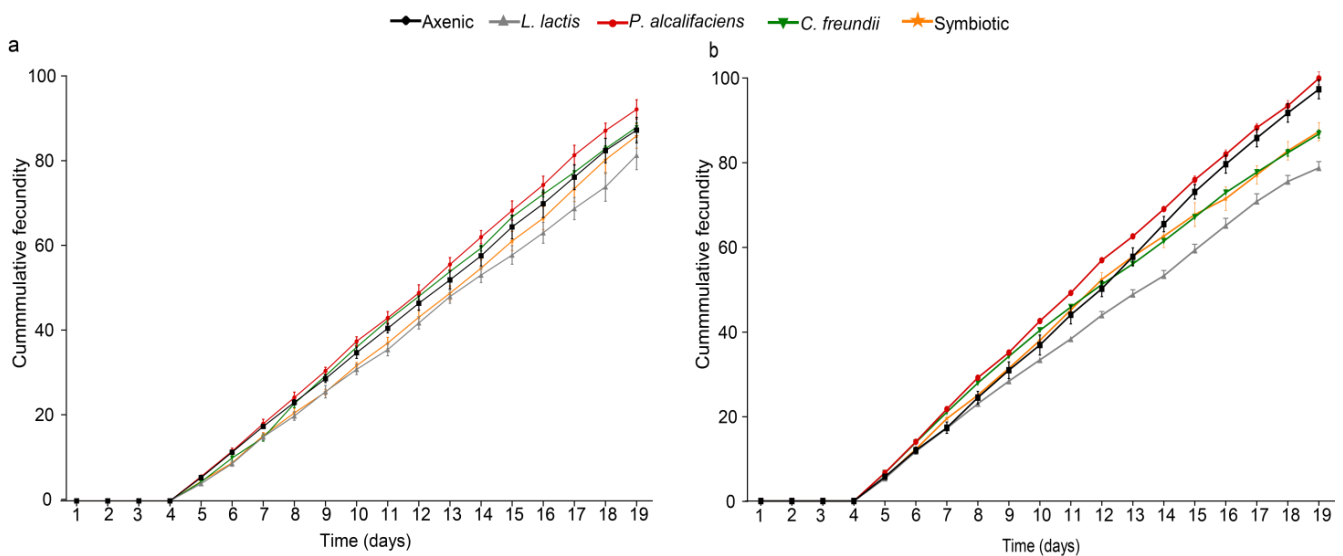 Axenic L. lactis P. alcalifaciens C. freundii Symbiotic
a
100
80
60
40
20
0
1 2 3 4 5 6 7 8 9 10 11 12 13 14 15 16 17 18 19
Cummmulative fecundity
Time (days)
b
100
80
60
40
20
0
1 2 3 4 5 6 7 8 9 10 11 12 13 14 15 16 17 18 19
Cummmulative fecundity
Time (days)